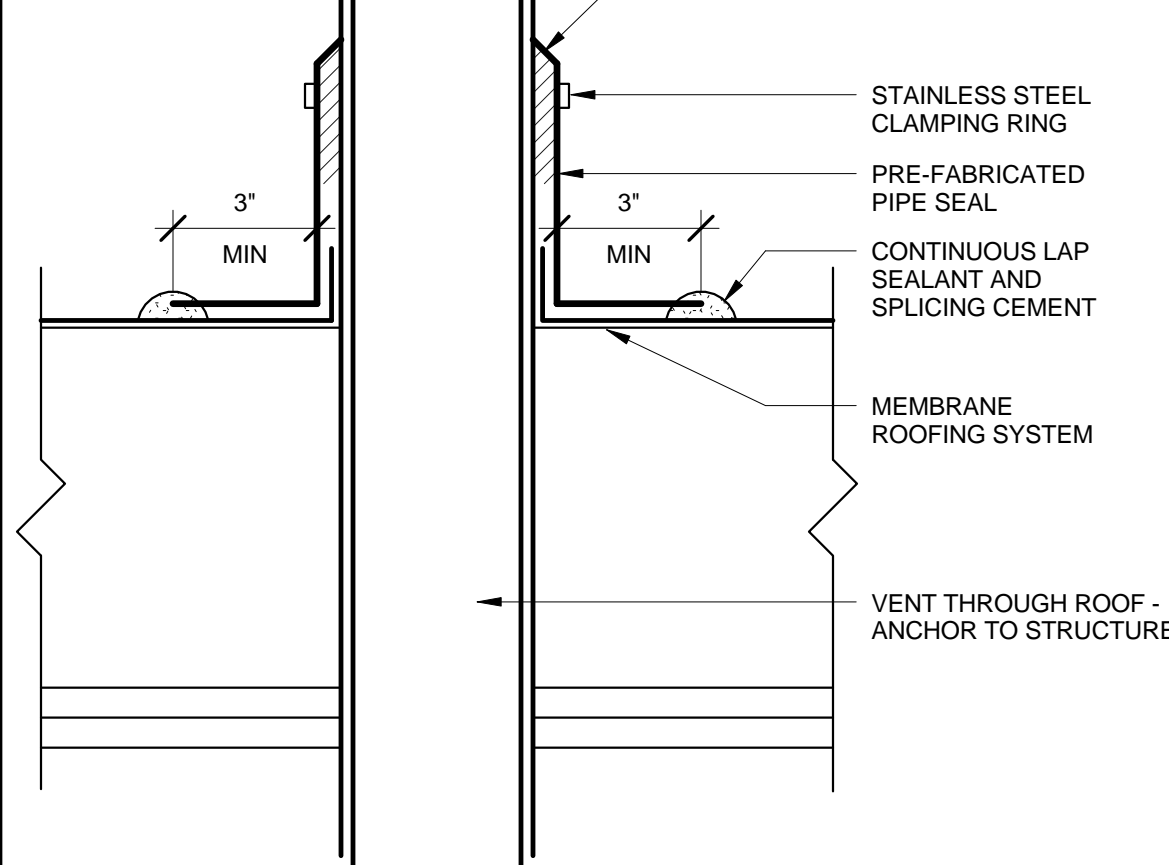 STAINLESS STEEL
CLAMPING RING
PRE-FABRICATED
PIPE SEAL
3"
MIN
3"
MIN
CONTINUOUS LAP
SEALANT AND
SPLICING CEMENT
MEMBRANE
ROOFING SYSTEM
VENT THROUGH ROOF -
ANCHOR TO STRUCTURE